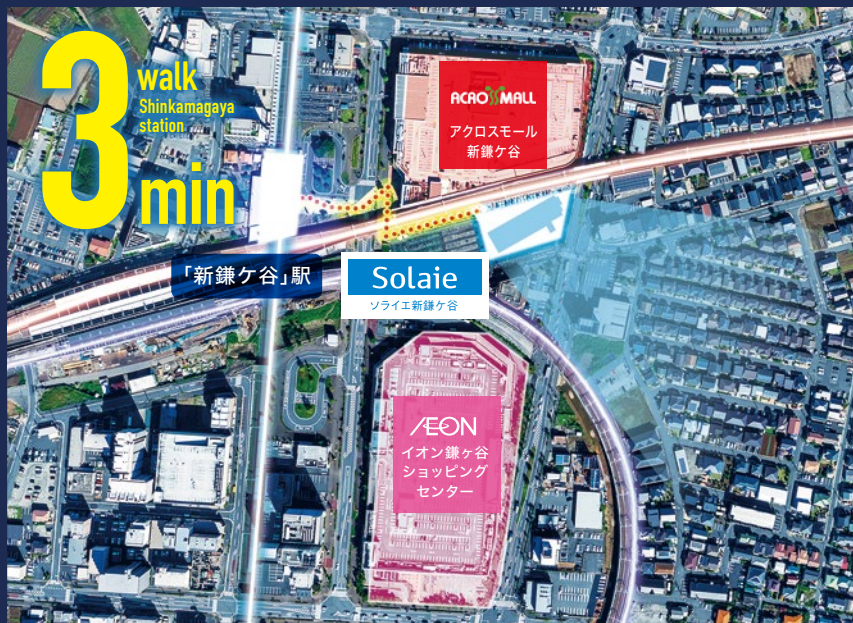 3
walk
Shinkamagaya
station
min
ACROSSMALL
アクロスモール
新鎌ケ谷
「新鎌ケ谷」駅
Solaie
ソライエ新鎌ケ谷
ÆON
イオン鎌ヶ谷
ショッピング
センター